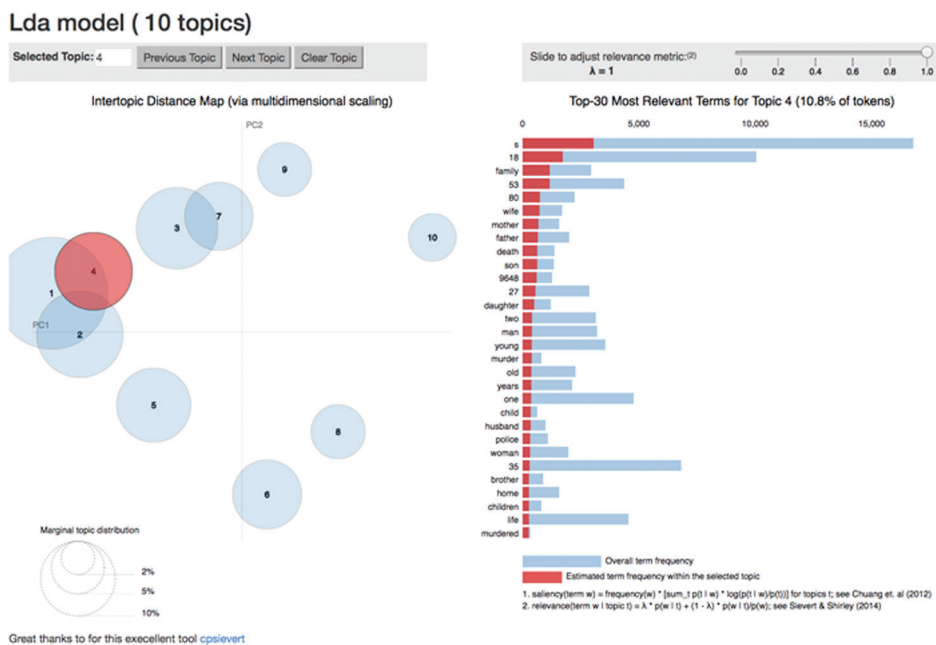 Lda model ( 10 topics)
Selected Topic: 4 Previous Topic Next Topic Clear Topic
Slide to adjust relevance metric:(2)
λ = 1
0.0 0.2 0.4 0.6 0.8 1.0
Intertopic Distance Map (via multidimensional scaling)
PC2
9
7
3
10
4
1
PC1
2
5
8
6
Marginal topic distribution
2%
5%
10%
Top-30 Most Relevant Terms for Topic 4 (10.8% of tokens)
0 5,000 10,000 15,000
s
18
family
53
80
wife
mother
father
death
son
9648
27
daughter
two
man
young
murder
old
years
one
child
husband
police
woman
35
brother
home
children
life
murdered
Overall term frequency
Estimated term frequency within the selected topic
1. saliency(term w) = frequency(w) * [sum_t p(t | w) * log(p(t | w)/p(t))] for topics t; see Chuang et. al (2012)
2. relevance(term w | topic t) = λ * p(w | t) + (1 - λ) * p(w | t)/p(w); see Sievert & Shirley (2014)
Great thanks to for this execellent tool cpsievert